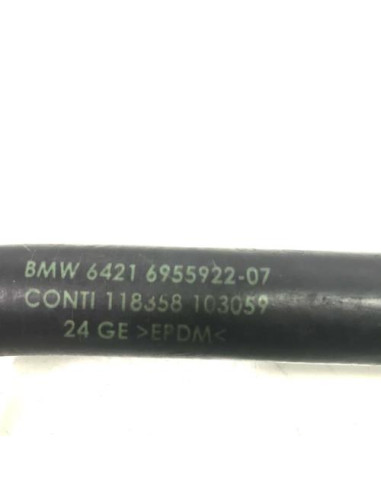 BMW 6421 6955922-07
CONTI 118358 103059
24 GE >EPDM<